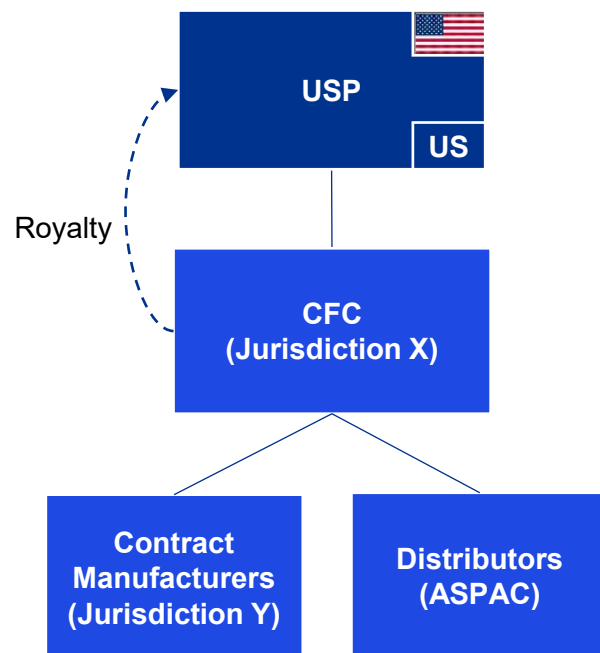 USP
US
Royalty
CFC
(Jurisdiction X)
Contract
Manufacturers
(Jurisdiction Y)
Distributors
(ASPAC)